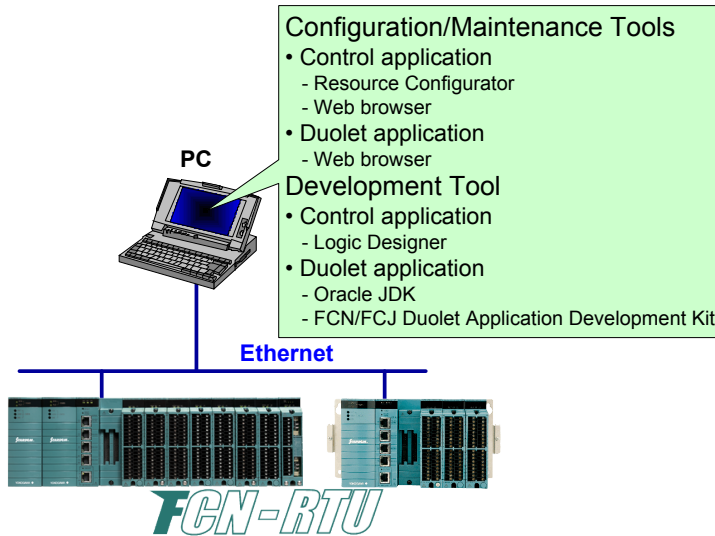 Configuration/Maintenance Tools
• Control application
- Resource Configurator
- Web browser
• Duolet application
- Web browser
Development Tool
• Control application
- Logic Designer
• Duolet application
- Oracle JDK
- FCN/FCJ Duolet Application Development Kit
PC
Ethernet
FCN-RTU